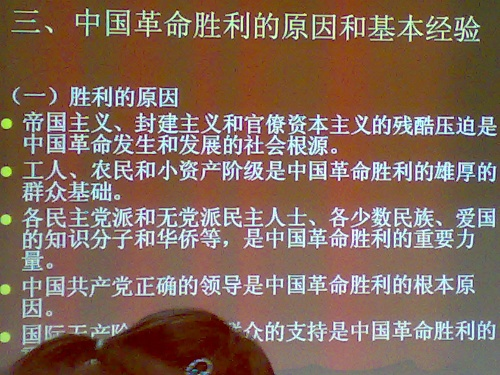 三、中国革命胜利的原因和基本经验
（一）胜利的原因
帝国主义、封建主义和官僚资本主义的残酷压迫是
中国革命发生和发展的社会根源。
工人、农民和小资产阶级是中国革命胜利的雄厚的
群众基础。
各民主党派和无党派民主人士、各少数民族、爱国
的知识分子和华侨等，是中国革命胜利的重要力
量。
中国共产党正确的领导是中国革命胜利的根本原
因。
国际无产阶 群众的支持是中国革命胜利的